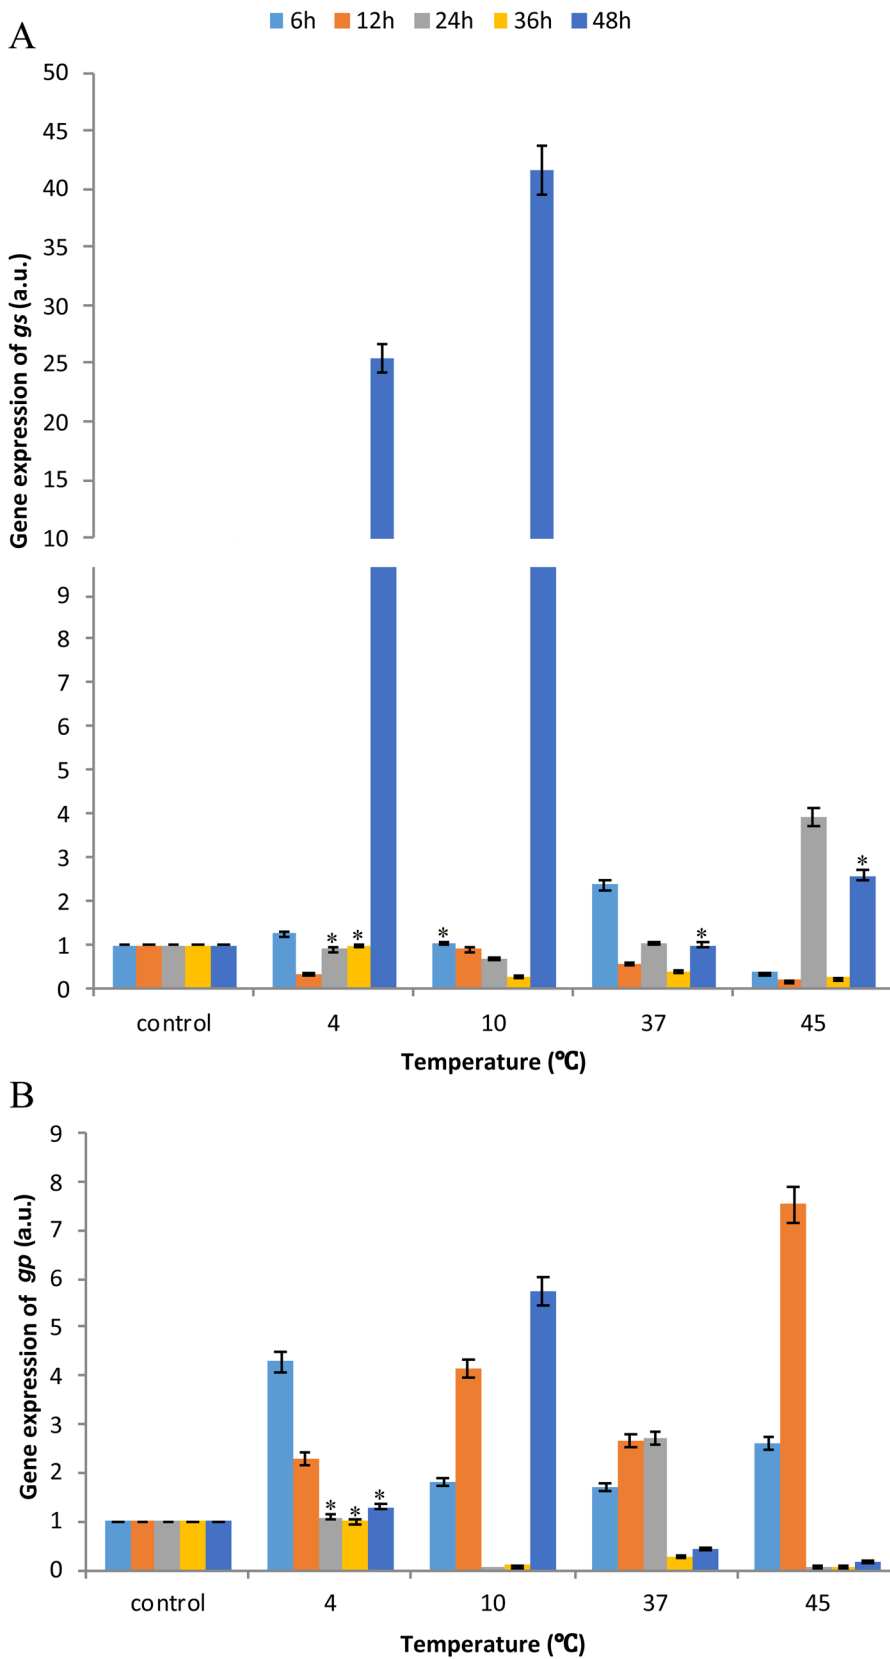 6h 12h 24h 36h 48h
A
50
45
40
35
30
25
20
15
10
9
8
7
6
5
4
3
2
1
0
Gene expression of gs (a.u.)
* * * * *
control 4 10 37 45
Temperature (℃)
B
9
8
7
6
5
4
3
2
1
0
Gene expression of gp (a.u.)
* * *
control 4 10 37 45
Temperature (℃)